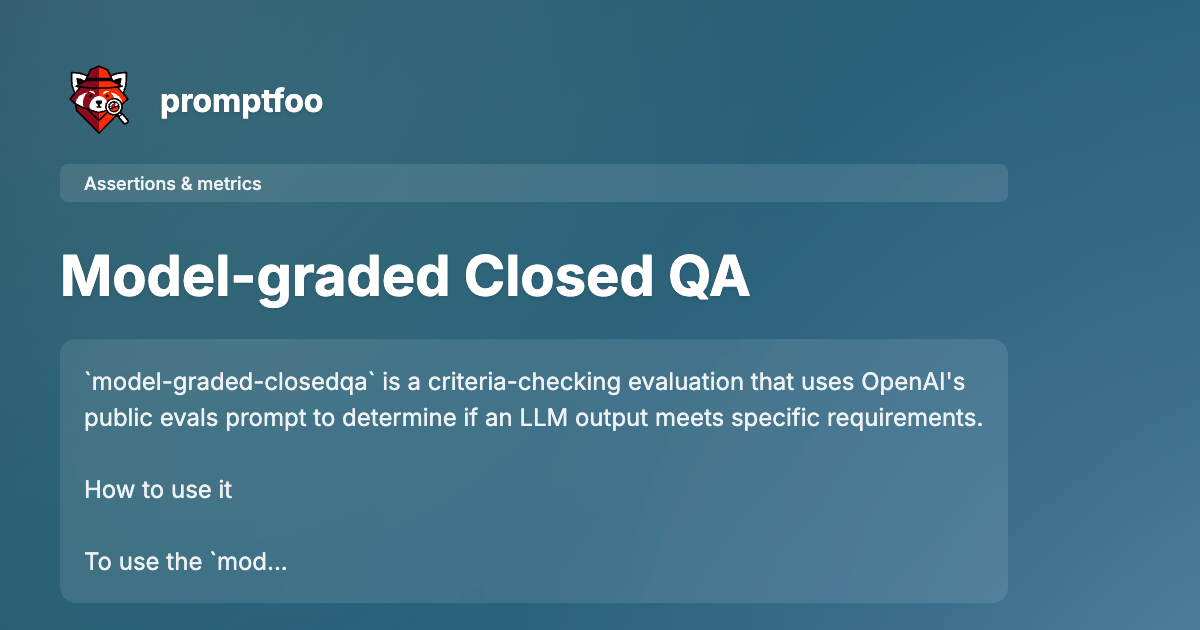 promptfoo
Assertions & metrics
Model-graded Closed QA
`model-graded-closedqa` is a criteria-checking evaluation that uses OpenAI's
public evals prompt to determine if an LLM output meets specific requirements.
How to use it
To use the `mod...